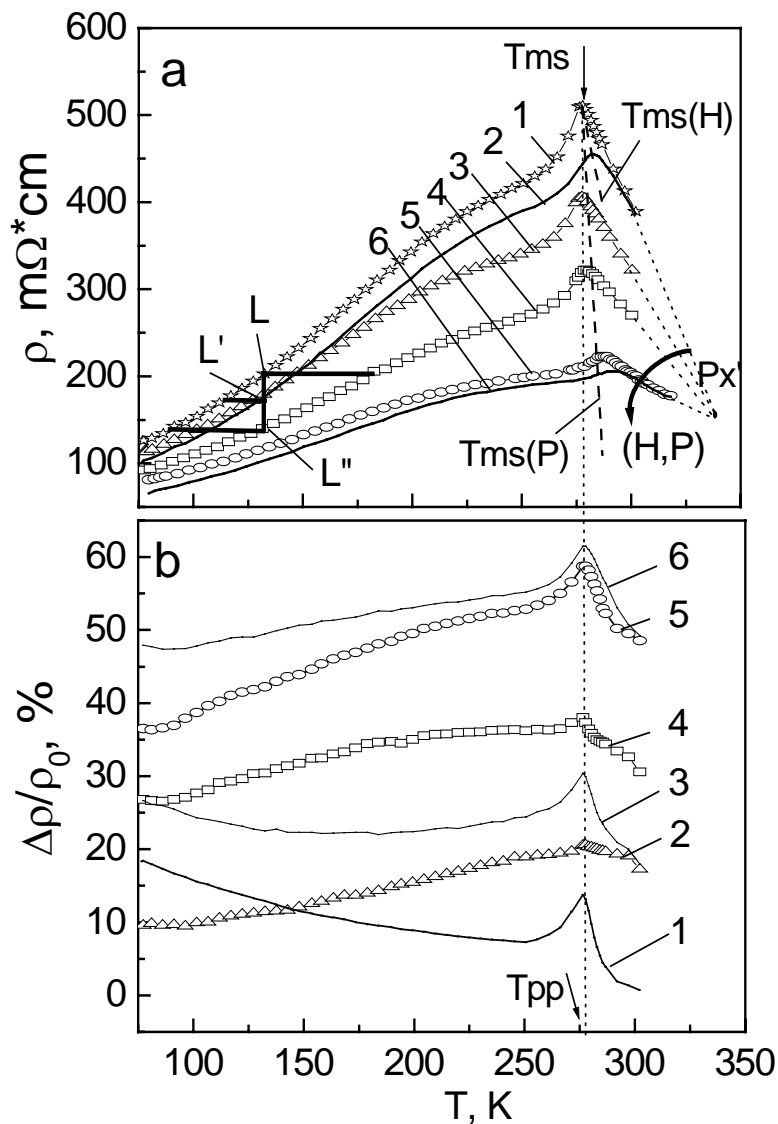 600
a
Tms
500
1
Tms(H)
2
3
400
4
5
6
ρ, mΩ*cm
300
L
L'
200
Px'
Tms(P)
(H,P)
L"
100
b
60
6
50
5
40
4
Δρ/ρ₀, %
30
3
20
2
10
1
Tpp
0
100 150 200 250 300 350
T, K